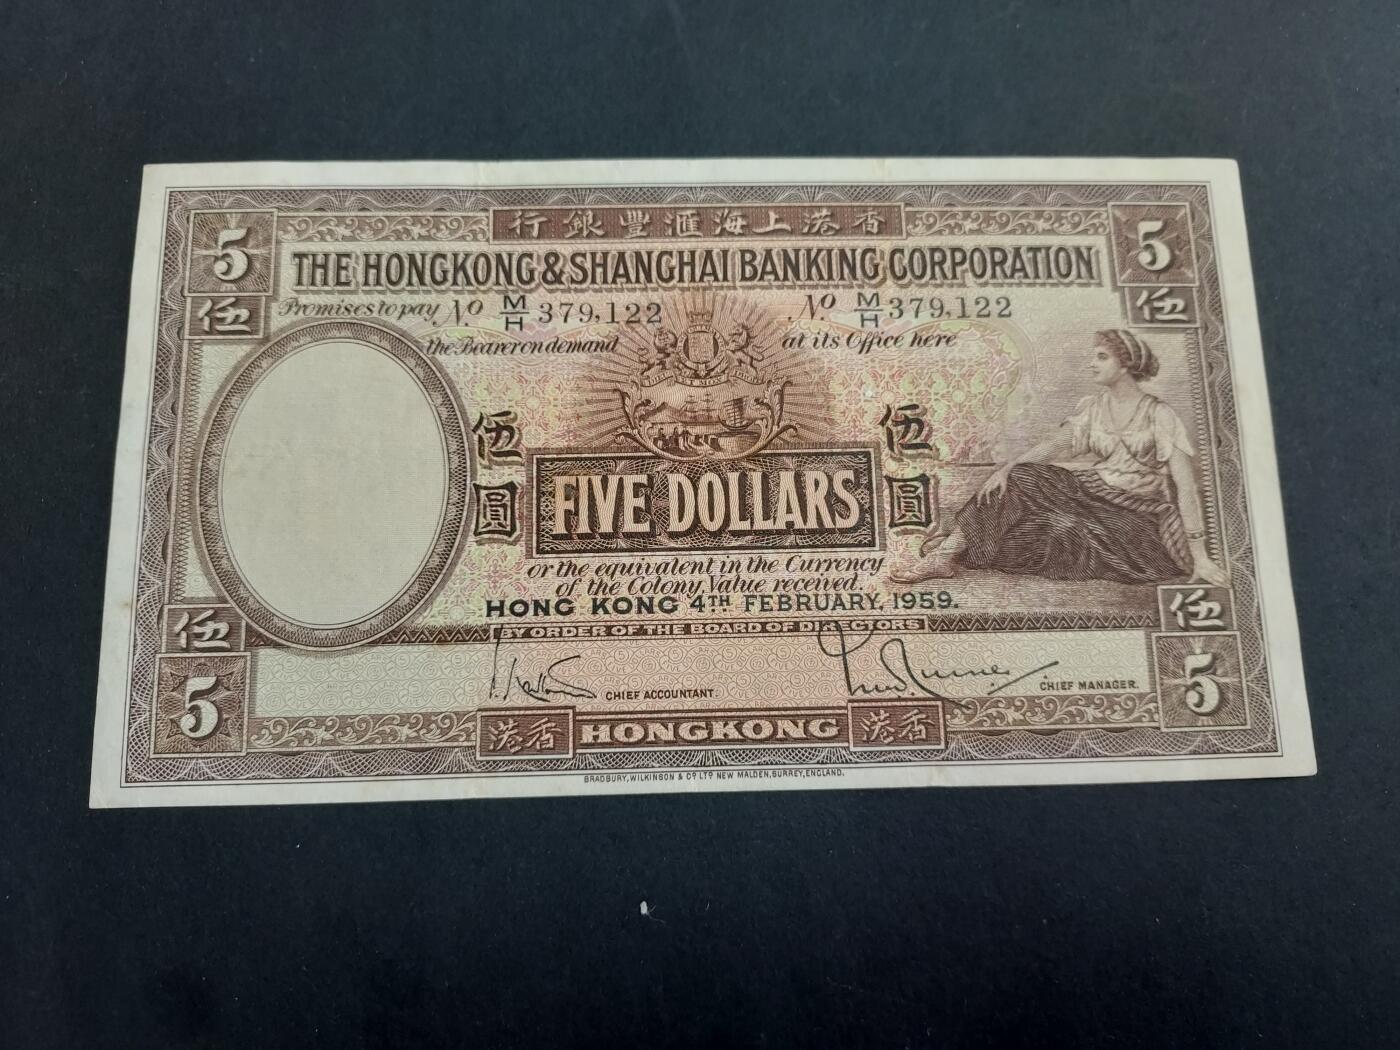 5 行銀豐滙海上港香 5
伍 THE HONGKONG & SHANGHAI BANKING CORPORATION 伍
Promises to pay No M/H 379,122 No M/H 379,122
the Bearer on demand at its Office here
伍圓 FIVE DOLLARS 伍圓
or the equivalent in the Currency
of the Colony, Value received.
HONG KONG 4TH FEBRUARY, 1959.
伍 BY ORDER OF THE BOARD OF DIRECTORS 伍
5 CHIEF ACCOUNTANT. CHIEF MANAGER. 5
港香 HONGKONG 港香
BRADBURY, WILKINSON & Co LTD NEW MALDEN, SURREY, ENGLAND.